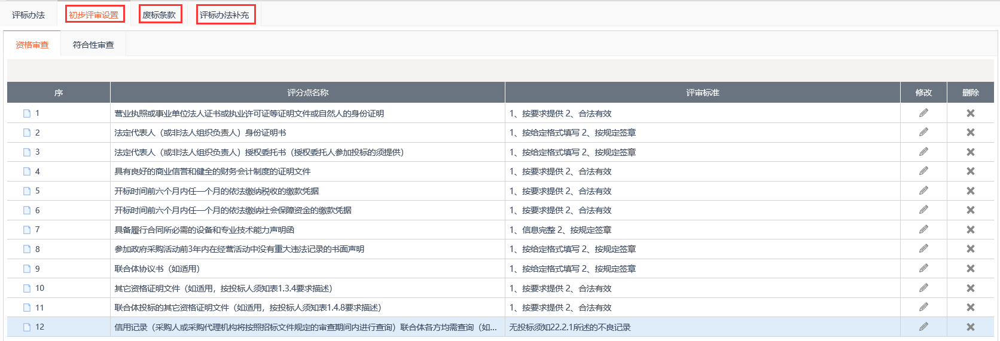 评标办法 初步评审设置 废标条款 评标办法补充
资格审查 符合性审查
序 评分点名称 评审标准 修改 删除
1 营业执照或事业单位法人证书或执业许可证等证明文件或自然人的身份证明 1、按要求提供 2、合法有效
2 法定代表人（或非法人组织负责人）身份证明书 1、按给定格式填写 2、按规定签章
3 法定代表人（或非法人组织负责人）授权委托书（授权委托人参加投标的须提供） 1、按给定格式填写 2、按规定签章
4 具有良好的商业信誉和健全的财务会计制度的证明文件 1、按要求提供 2、合法有效
5 开标时间前六个月内任一个月的依法缴纳税收的缴款凭据 1、按要求提供 2、合法有效
6 开标时间前六个月内任一个月的依法缴纳社会保障资金的缴款凭据 1、按要求提供 2、合法有效
7 具备履行合同所必需的设备和专业技术能力声明函 1、信息完整 2、按规定签章
8 参加政府采购活动前3年内在经营活动中没有重大违法记录的书面声明 1、按给定格式填写 2、按规定签章
9 联合体协议书（如适用） 1、按给定格式填写 2、按规定签章
10 其它资格证明文件（如适用，按投标人须知表1.3.4要求描述） 1、按要求提供 2、合法有效
11 联合体投标的其它资格证明文件（如适用，按投标人须知表1.4.8要求描述） 1、按要求提供 2、合法有效
12 信用记录（采购人或采购代理机构将按照招标文件规定的审查期间内进行查询）联合体各方均需查询（如... 无投标须知22.2.1所述的不良记录